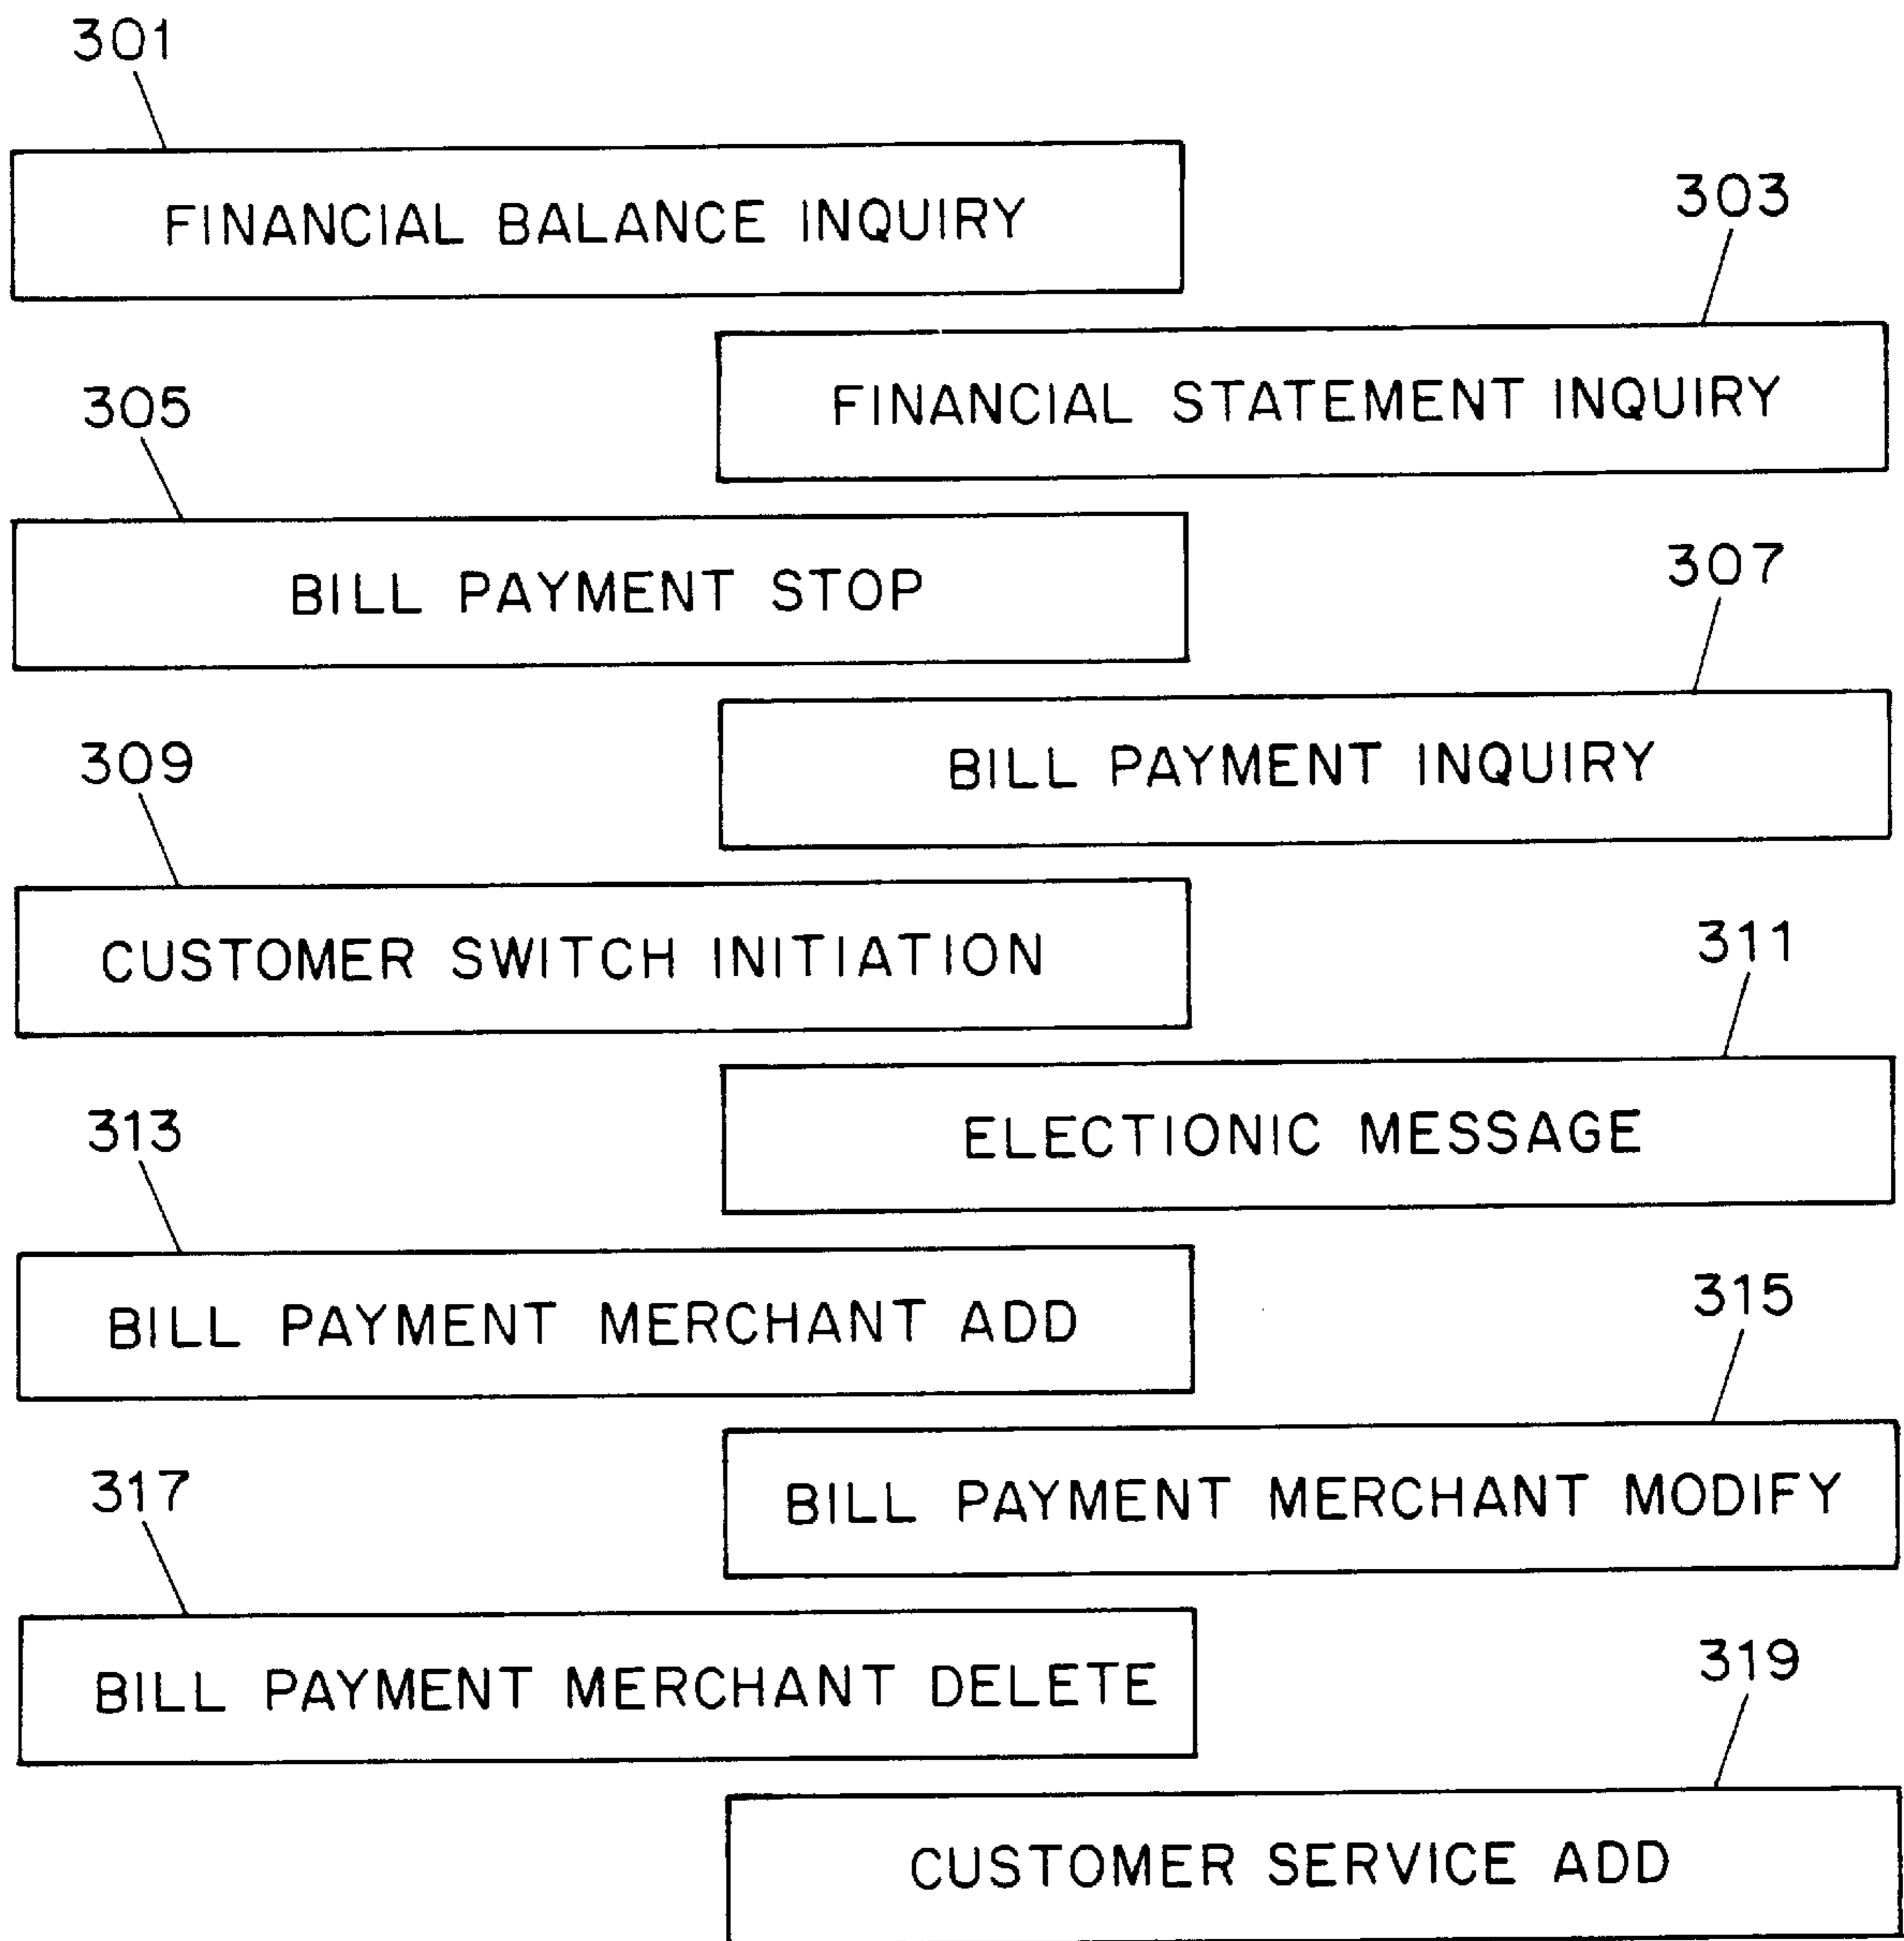 301
FINANCIAL BALANCE INQUIRY
303
FINANCIAL STATEMENT INQUIRY
305
BILL PAYMENT STOP
307
BILL PAYMENT INQUIRY
309
CUSTOMER SWITCH INITIATION
311
ELECTIONIC MESSAGE
313
BILL PAYMENT MERCHANT ADD
315
BILL PAYMENT MERCHANT MODIFY
317
BILL PAYMENT MERCHANT DELETE
319
CUSTOMER SERVICE ADD